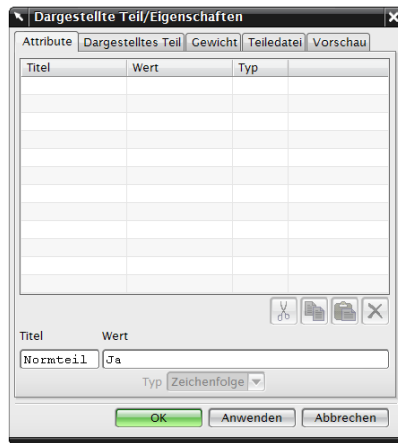 Dargestellte Teil/Eigenschaften
Attribute Dargestelltes Teil Gewicht Teiledatei Vorschau
Titel Wert Typ
Titel Wert
Normteil Ja
Typ Zeichenfolge
OK Anwenden Abbrechen